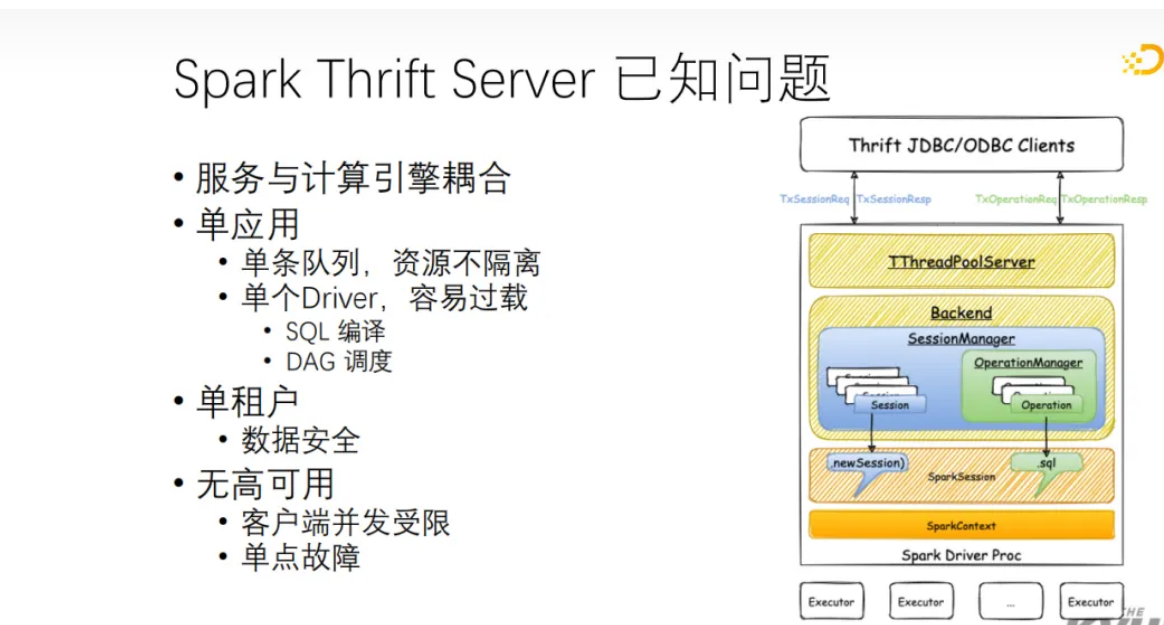 Spark Thrift Server 已知问题
• 服务与计算引擎耦合
• 单应用
• 单条队列，资源不隔离
• 单个Driver，容易过载
• SQL 编译
• DAG 调度
• 单租户
• 数据安全
• 无高可用
• 客户端并发受限
• 单点故障
Thrift JDBC/ODBC Clients
TxSessionReq TxSessionResp TxOperationReq TxOperationResp
TThreadPoolServer
Backend
SessionManager
OperationManager
Session
Operation
.newSession)
.sql
SparkSession
SparkContext
Spark Driver Proc
Executor Executor ... Executor
THE